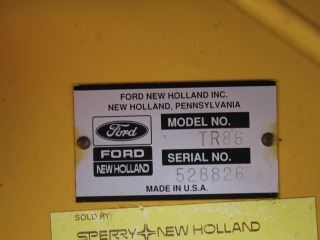 FORD NEW HOLLAND INC.
NEW HOLLAND, PENNSYLVANIA
Ford
FORD
NEW HOLLAND
MODEL NO.
TR86
SERIAL NO.
528826
MADE IN U.S.A.
SOLD BY:
SPERRY NEW HOLLAND